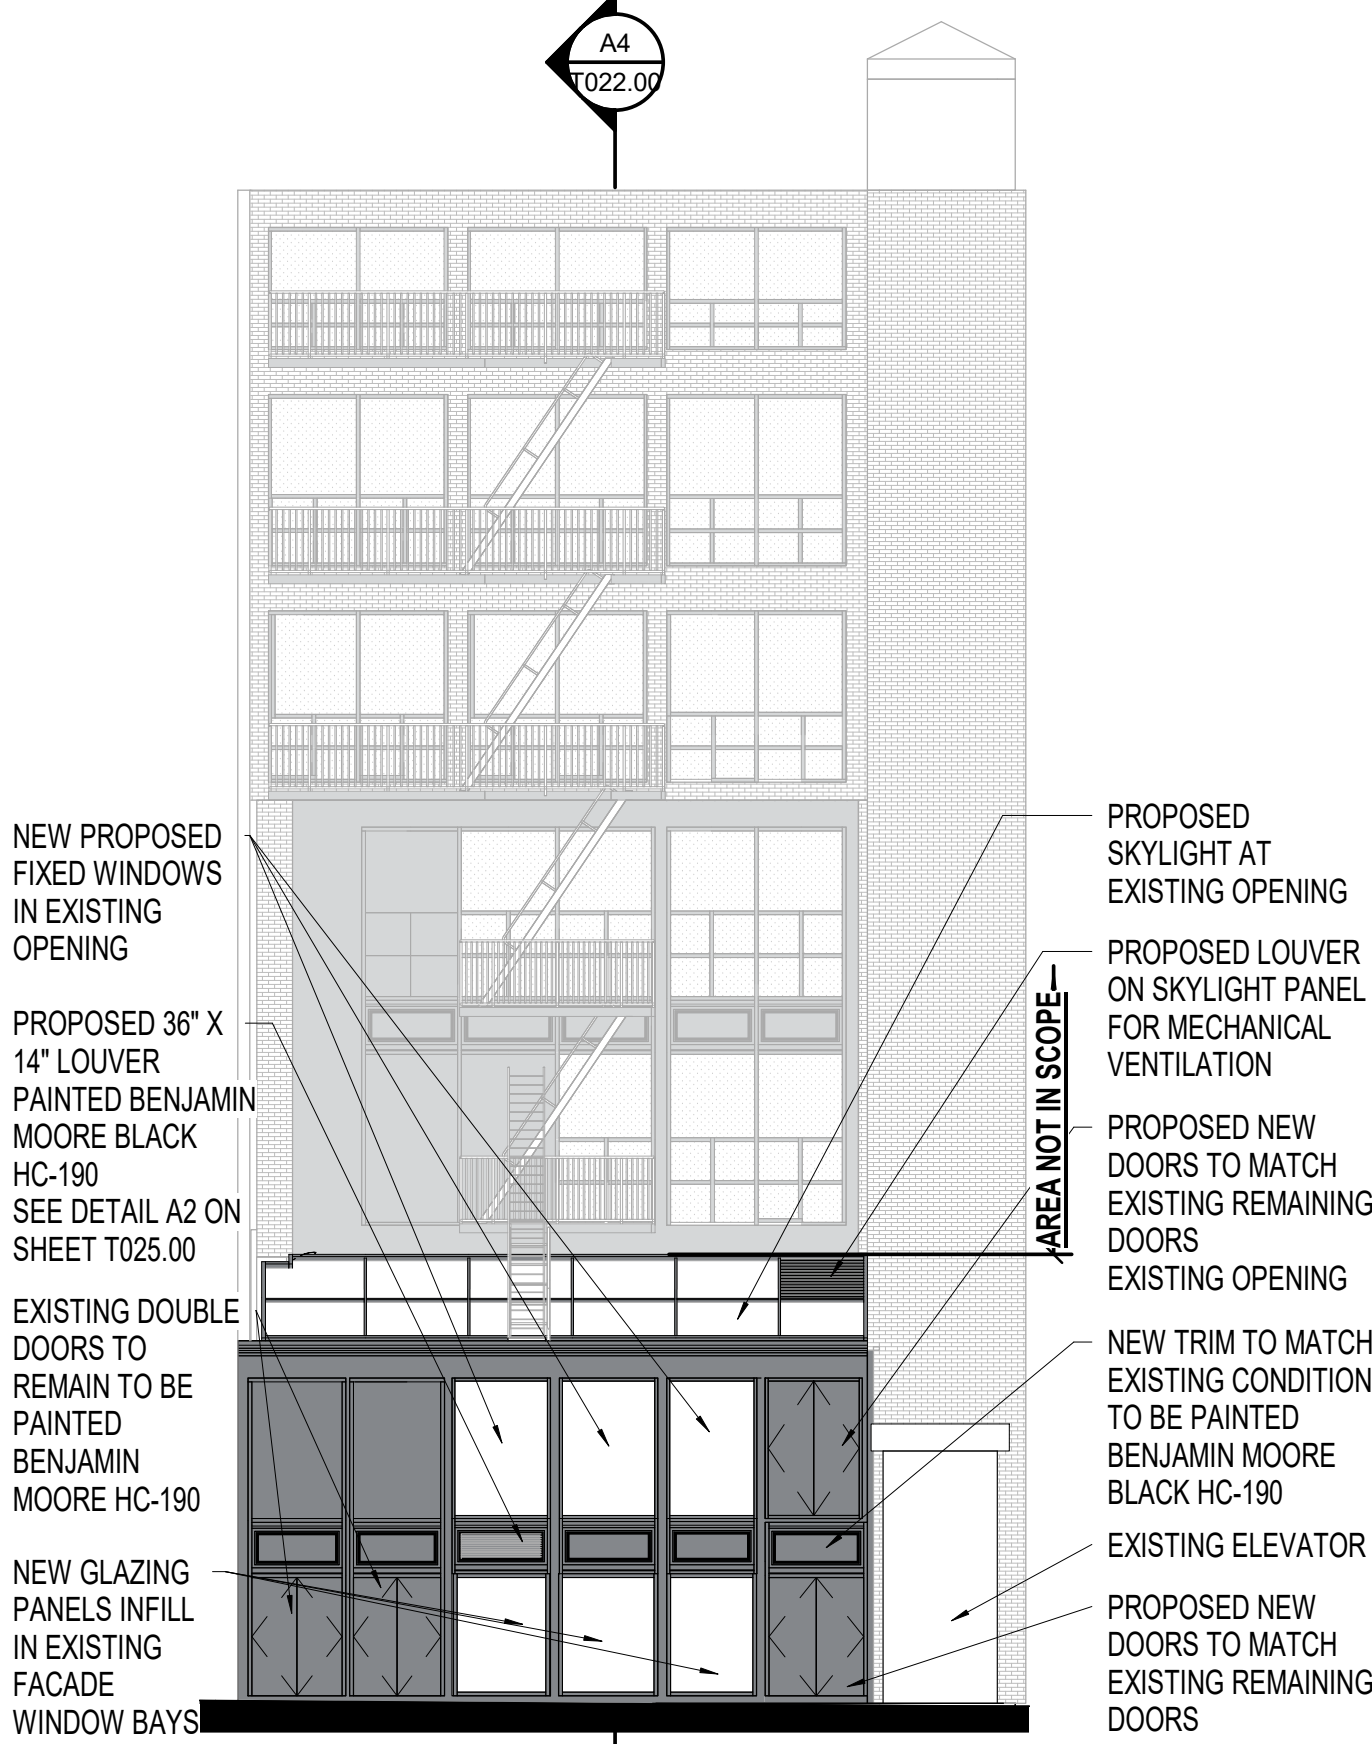 A4
T022.00
NEW PROPOSED
FIXED WINDOWS
IN EXISTING
OPENING
PROPOSED 36" X
14" LOUVER
PAINTED BENJAMIN
MOORE BLACK
HC-190
SEE DETAIL A2 ON
SHEET T025.00
EXISTING DOUBLE
DOORS TO
REMAIN TO BE
PAINTED
BENJAMIN
MOORE HC-190
NEW GLAZING
PANELS INFILL
IN EXISTING
FACADE
WINDOW BAYS
PROPOSED
SKYLIGHT AT
EXISTING OPENING
PROPOSED LOUVER
ON SKYLIGHT PANEL
FOR MECHANICAL
VENTILATION
AREA NOT IN SCOPE
PROPOSED NEW
DOORS TO MATCH
EXISTING REMAINING
DOORS
EXISTING OPENING
NEW TRIM TO MATCH
EXISTING CONDITION
TO BE PAINTED
BENJAMIN MOORE
BLACK HC-190
EXISTING ELEVATOR
PROPOSED NEW
DOORS TO MATCH
EXISTING REMAINING
DOORS